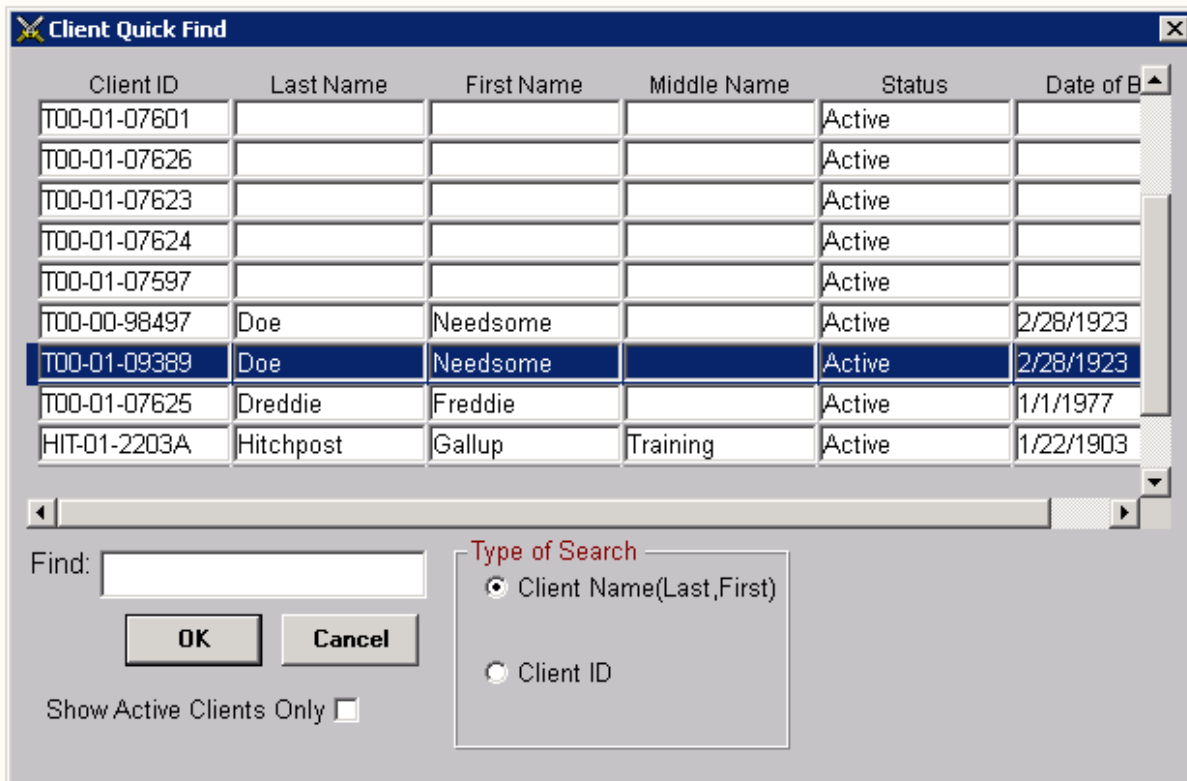 Client Quick Find
Client ID Last Name First Name Middle Name Status Date of B
T00-01-07601 Active
T00-01-07626 Active
T00-01-07623 Active
T00-01-07624 Active
T00-01-07597 Active
T00-00-98497 Doe Needsome Active 2/28/1923
T00-01-09389 Doe Needsome Active 2/28/1923
T00-01-07625 Dreddie Freddie Active 1/1/1977
HIT-01-2203A Hitchpost Gallup Training Active 1/22/1903
Find:
Type of Search
Client Name(Last,First)
OK Cancel
Client ID
Show Active Clients Only